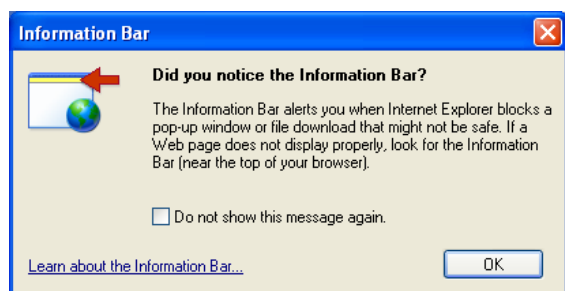 Information Bar
Did you notice the Information Bar?
The Information Bar alerts you when Internet Explorer blocks a
pop-up window or file download that might not be safe. If a
Web page does not display properly, look for the Information
Bar (near the top of your browser).
Do not show this message again.
Learn about the Information Bar...
OK